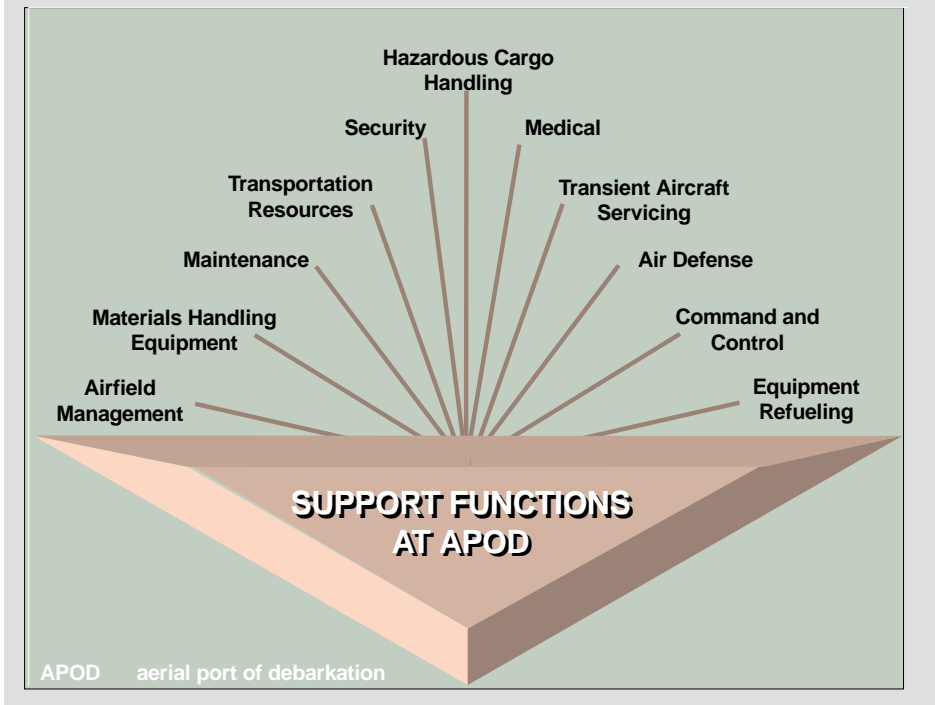 Hazardous Cargo
Handling
Security
Medical
Transportation
Resources
Transient Aircraft
Servicing
Maintenance
Air Defense
Materials Handling
Equipment
Command and
Control
Airfield
Management
Equipment
Refueling
SUPPORT FUNCTIONS
AT APOD
APOD aerial port of debarkation